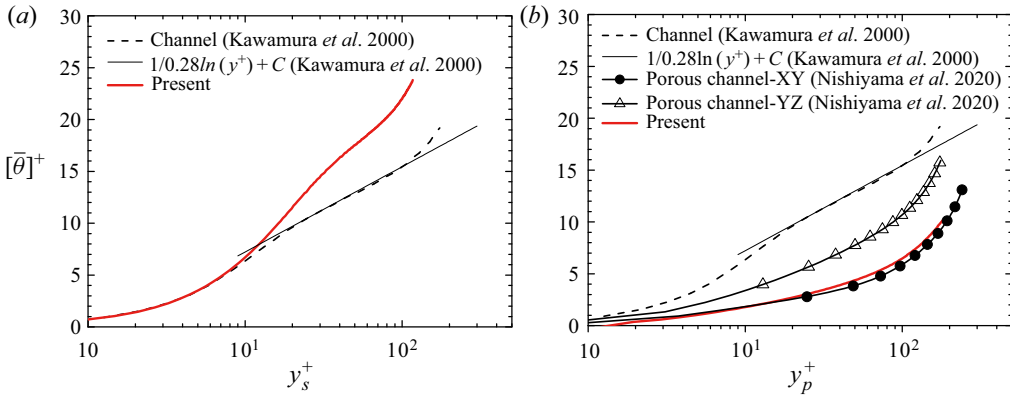 (a)
30
25
20
15
10
5
0
[θ̄]⁺
Channel (Kawamura et al. 2000)
1/0.28ln (y⁺) + C (Kawamura et al. 2000)
Present
10
10¹
10²
yₛ⁺
(b)
30
25
20
15
10
5
0
Channel (Kawamura et al. 2000)
1/0.28ln (y⁺) + C (Kawamura et al. 2000)
Porous channel-XY (Nishiyama et al. 2020)
Porous channel-YZ (Nishiyama et al. 2020)
Present
10
10¹
10²
yₚ⁺